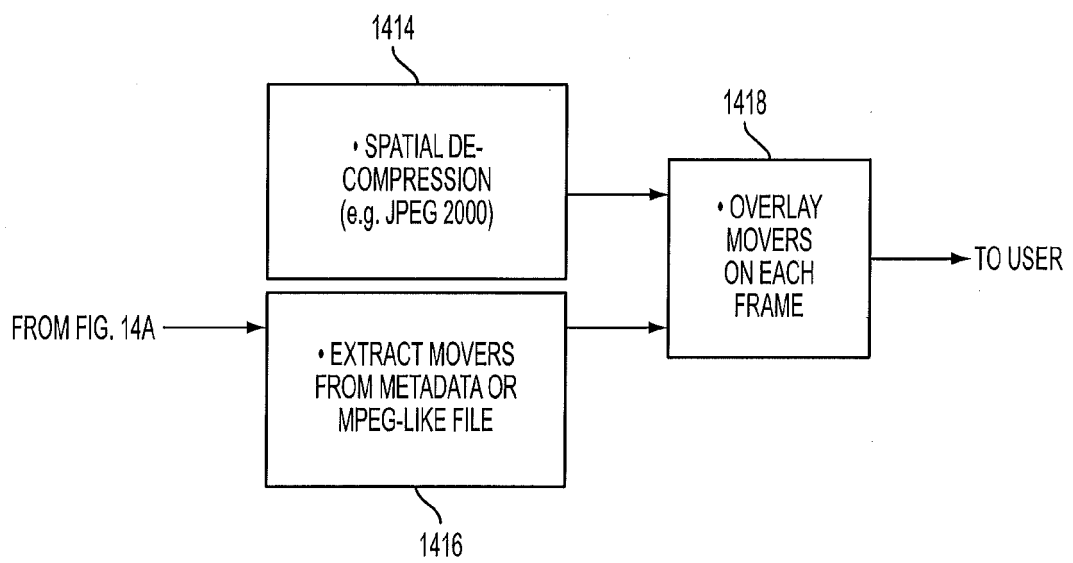 1414
• SPATIAL DE-
COMPRESSION
(e.g. JPEG 2000)
1418
• OVERLAY
MOVERS
ON EACH
FRAME
TO USER
FROM FIG. 14A
• EXTRACT MOVERS
FROM METADATA OR
MPEG-LIKE FILE
1416